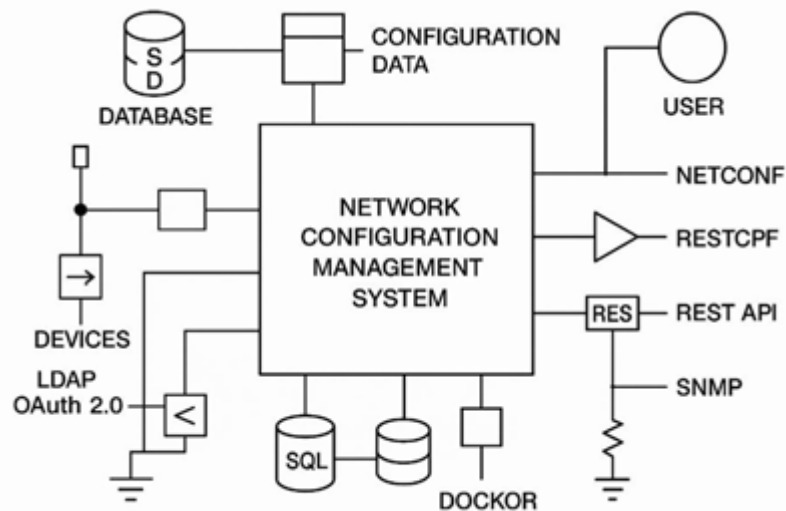 S
D
DATABASE
CONFIGURATION
DATA
USER
NETWORK
CONFIGURATION
MANAGEMENT
SYSTEM
NETCONF
RESTCPF
RES
REST API
SNMP
→
DEVICES
LDAP
OAuth 2.0
<
SQL
DOCKOR